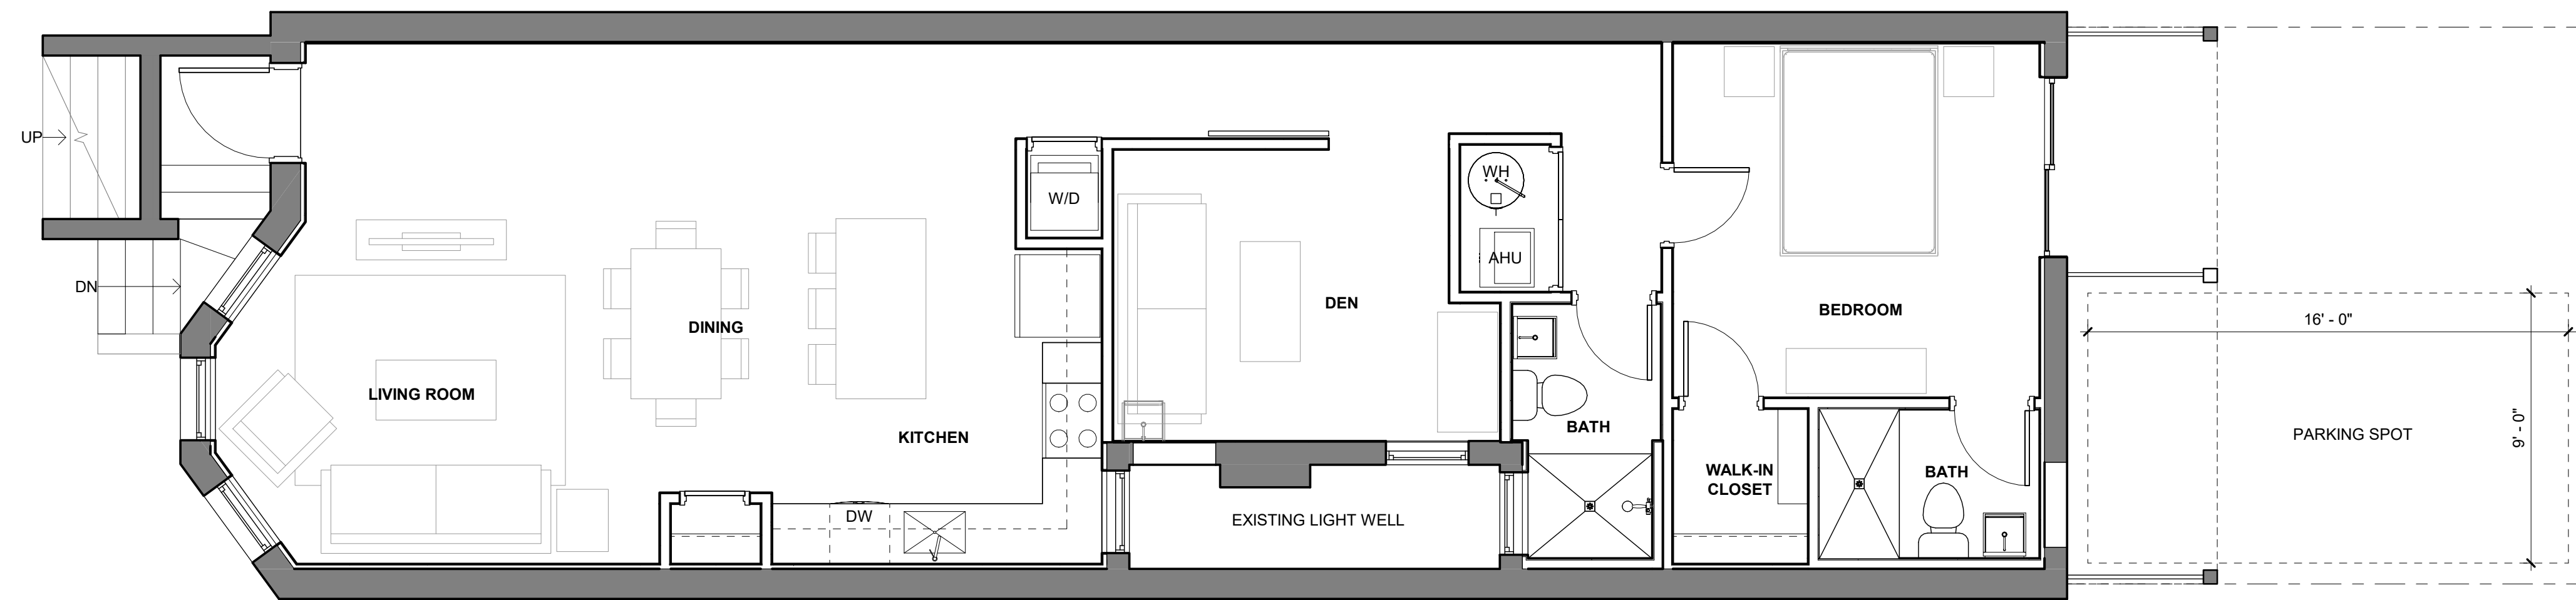 UP
DN
LIVING ROOM
DINING
KITCHEN
DW
W/D
DEN
EXISTING LIGHT WELL
WH
AHU
BATH
WALK-IN
CLOSET
BEDROOM
BATH
16' - 0"
9' - 0"
PARKING SPOT